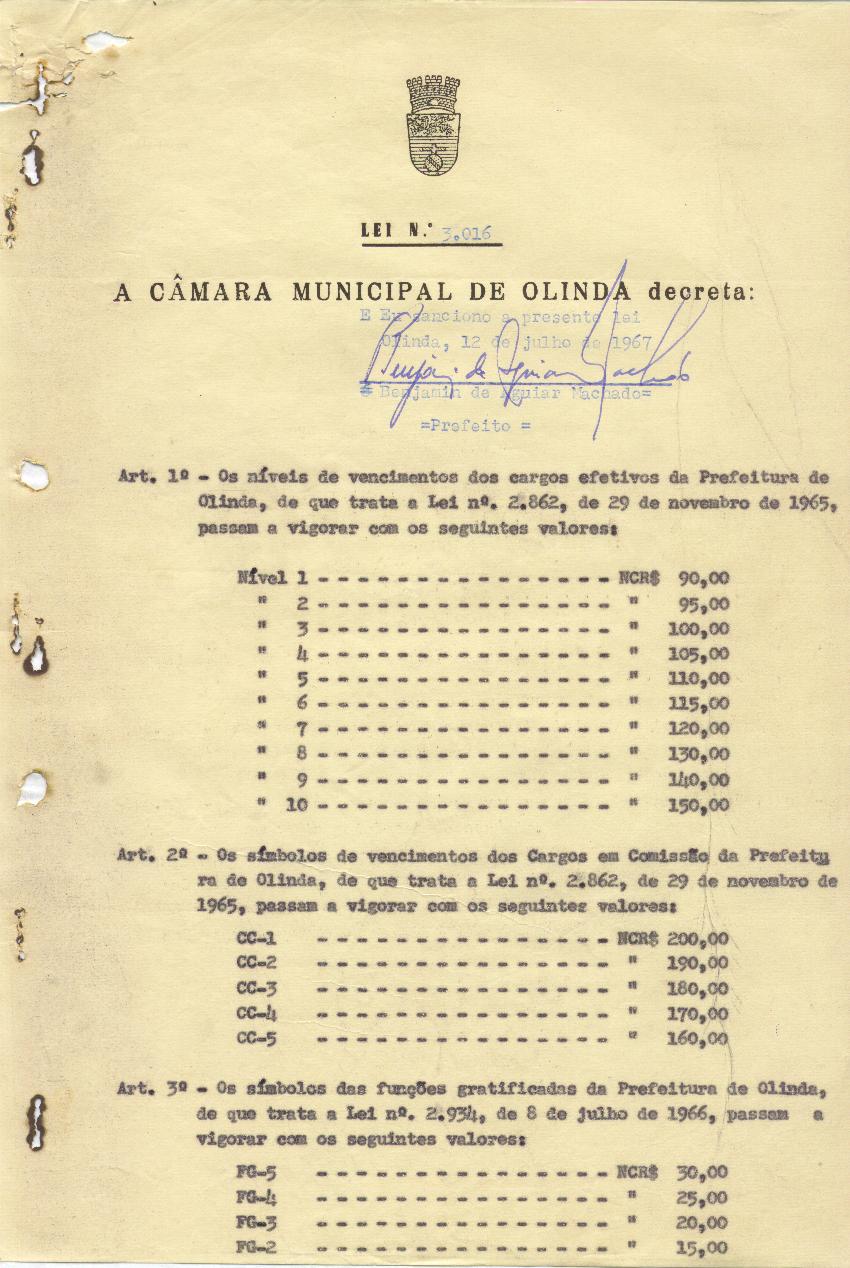 LEI N.º 3.016
A CÂMARA MUNICIPAL DE OLINDA decreta:
E Eu sanciono a presente lei
Olinda, 12 de julho de 1967
Benjamin de Aguiar Machado
= Benjamin de Aguiar Machado=
=Prefeito =
Art. 1º - Os níveis de vencimentos dos cargos efetivos da Prefeitura de
Olinda, de que trata a Lei nº. 2.862, de 29 de novembro de 1965,
passam a vigorar com os seguintes valores:
Nível 1 - - - - - - - - - - - - - - - NCR$ 90,00
" 2 - - - - - - - - - - - - - - - " 95,00
" 3 - - - - - - - - - - - - - - - " 100,00
" 4 - - - - - - - - - - - - - - - " 105,00
" 5 - - - - - - - - - - - - - - - " 110,00
" 6 - - - - - - - - - - - - - - - " 115,00
" 7 - - - - - - - - - - - - - - - " 120,00
" 8 - - - - - - - - - - - - - - - " 130,00
" 9 - - - - - - - - - - - - - - - " 140,00
" 10 - - - - - - - - - - - - - - - " 150,00
Art. 2º - Os símbolos de vencimentos dos Cargos em Comissão da Prefeitu
ra de Olinda, de que trata a Lei nº. 2.862, de 29 de novembro de
1965, passam a vigorar com os seguintes valores:
CC-1 - - - - - - - - - - - - - - - NCR$ 200,00
CC-2 - - - - - - - - - - - - - - - " 190,00
CC-3 - - - - - - - - - - - - - - - " 180,00
CC-4 - - - - - - - - - - - - - - - " 170,00
CC-5 - - - - - - - - - - - - - - - " 160,00
Art. 3º - Os símbolos das funções gratificadas da Prefeitura de Olinda,
de que trata a Lei nº. 2.934, de 8 de julho de 1966, passam a
vigorar com os seguintes valores:
FG-5 - - - - - - - - - - - - - - - NCR$ 30,00
FG-4 - - - - - - - - - - - - - - - " 25,00
FG-3 - - - - - - - - - - - - - - - " 20,00
FG-2 - - - - - - - - - - - - - - - " 15,00